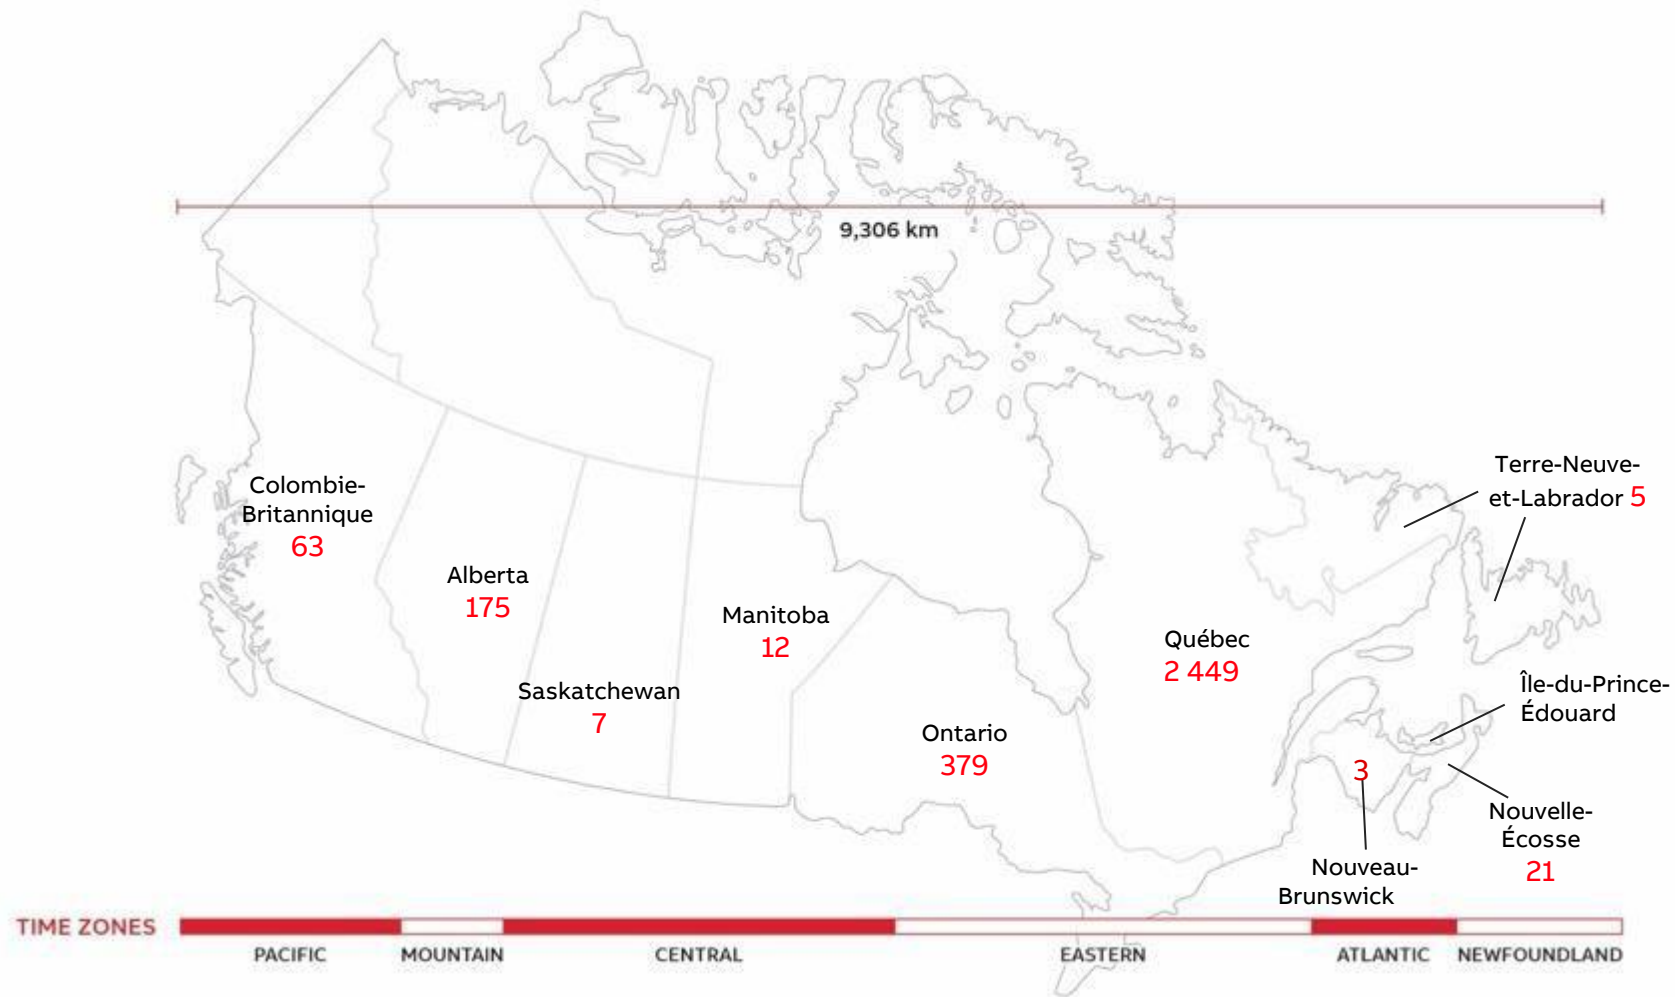 9,306 km
Terre-Neuve-
et-Labrador 5
Colombie-
Britannique
63
Alberta
175
Manitoba
12
Québec
2 449
Saskatchewan
7
Île-du-Prince-
Édouard
Ontario
379
3
Nouvelle-
Écosse
21
Nouveau-
Brunswick
TIME ZONES
PACIFIC
MOUNTAIN
CENTRAL
EASTERN
ATLANTIC
NEWFOUNDLAND